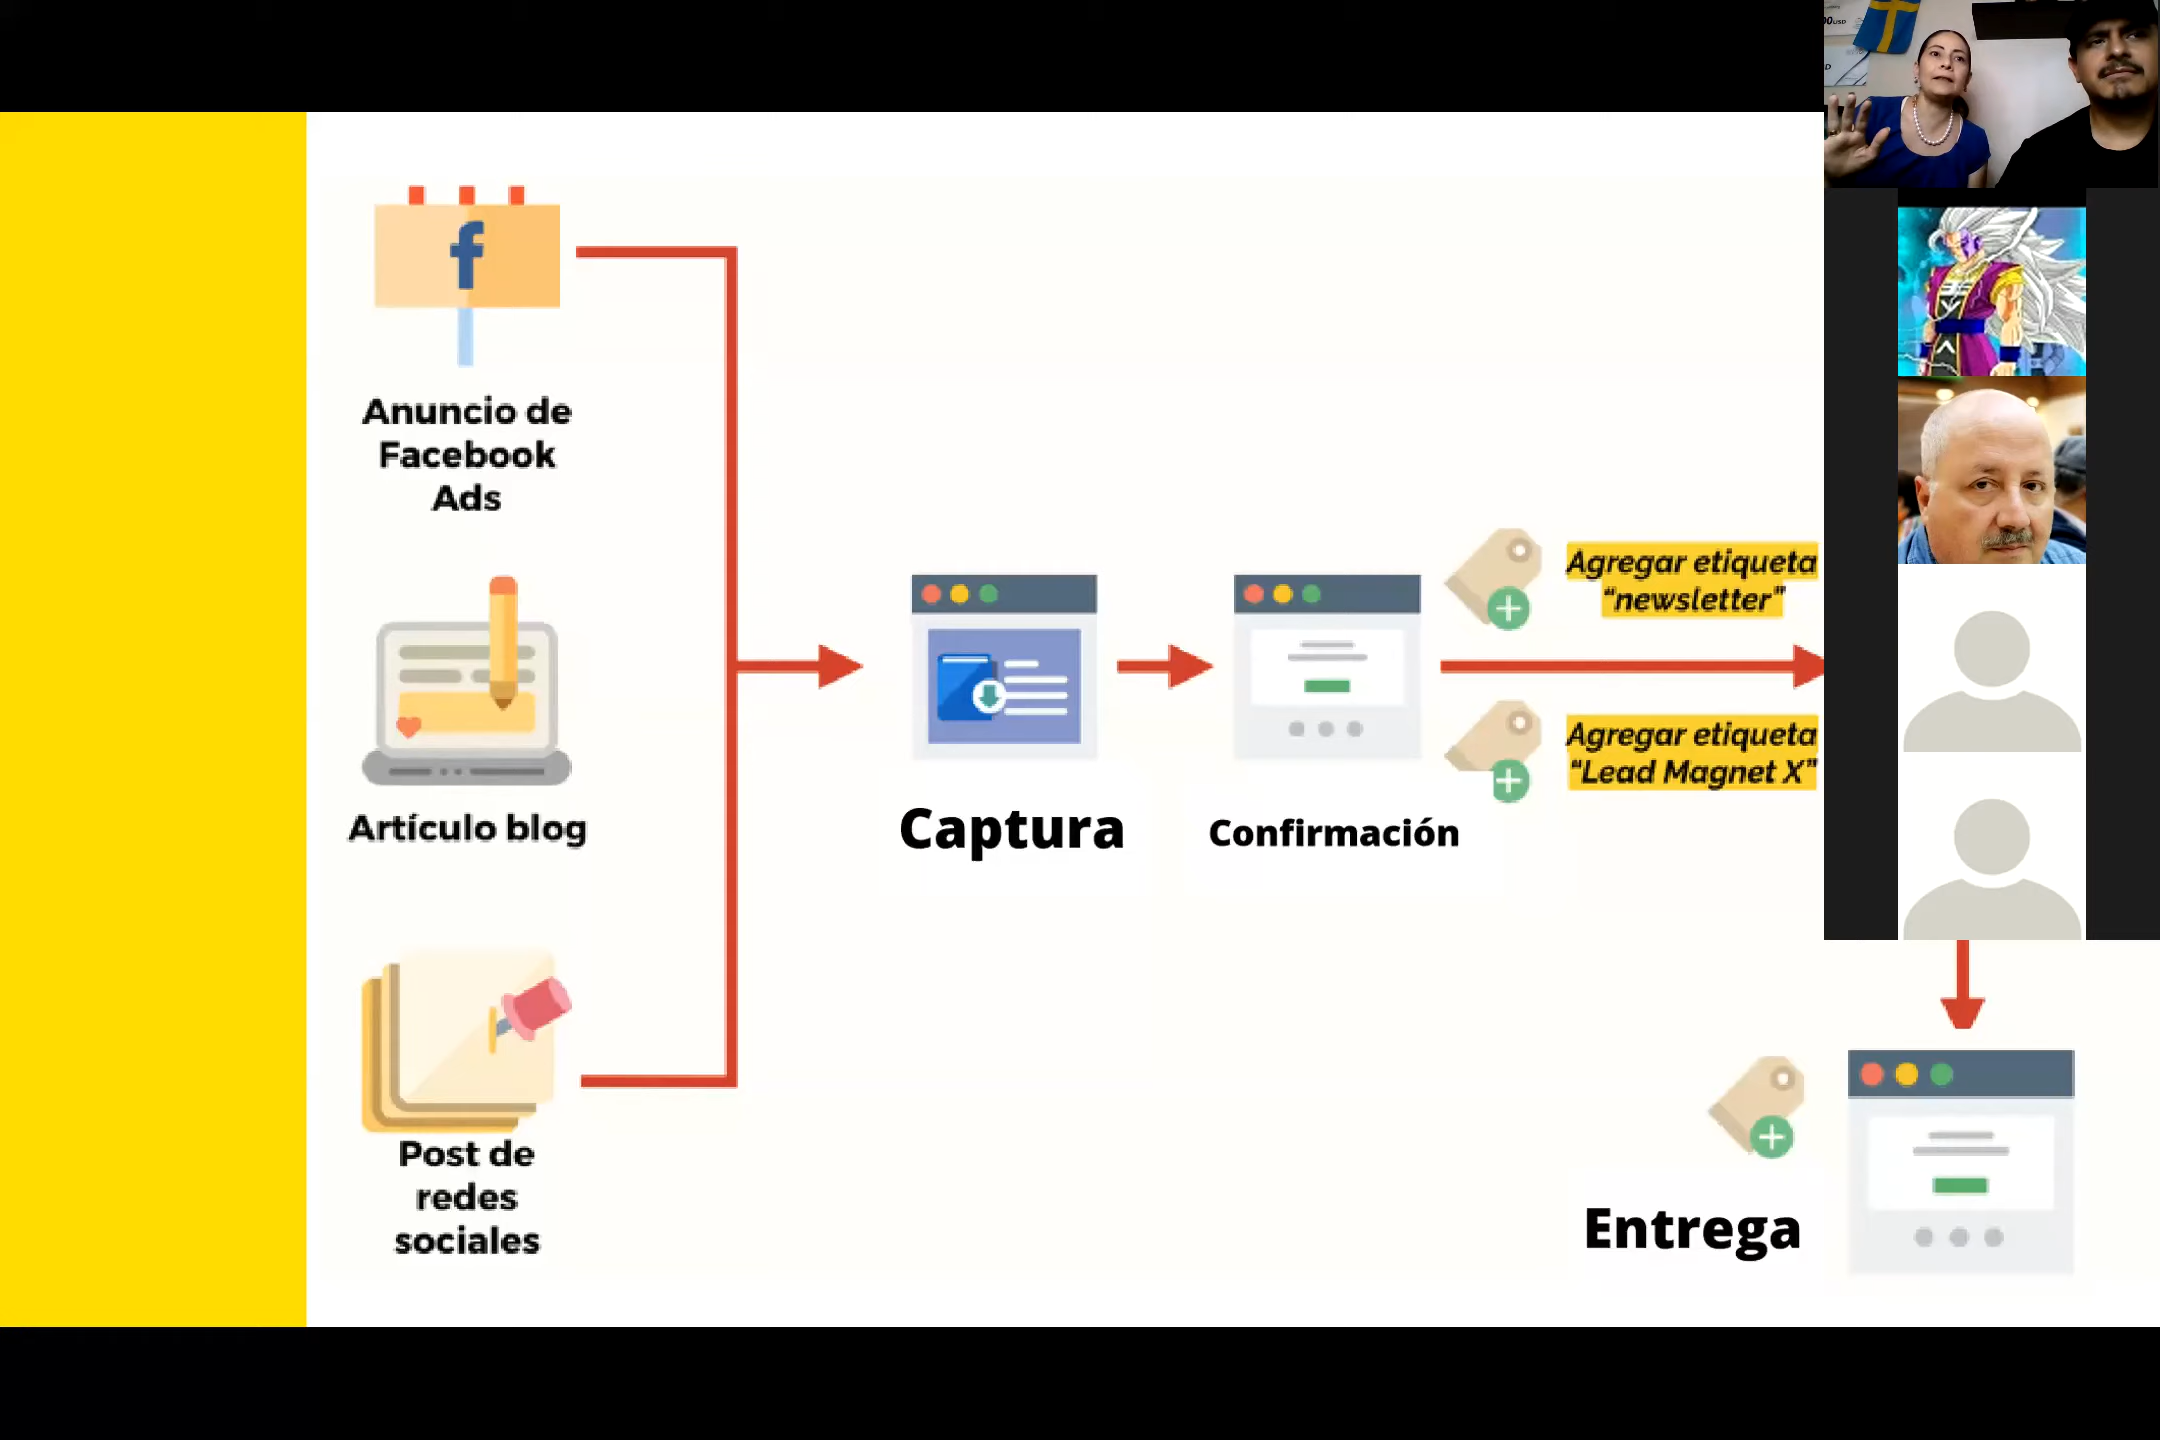 Anuncio de
Facebook
Ads
Artículo blog
Post de
redes
sociales
Captura
Confirmación
Agregar etiqueta
“newsletter”
Agregar etiqueta
“Lead Magnet X”
Entrega